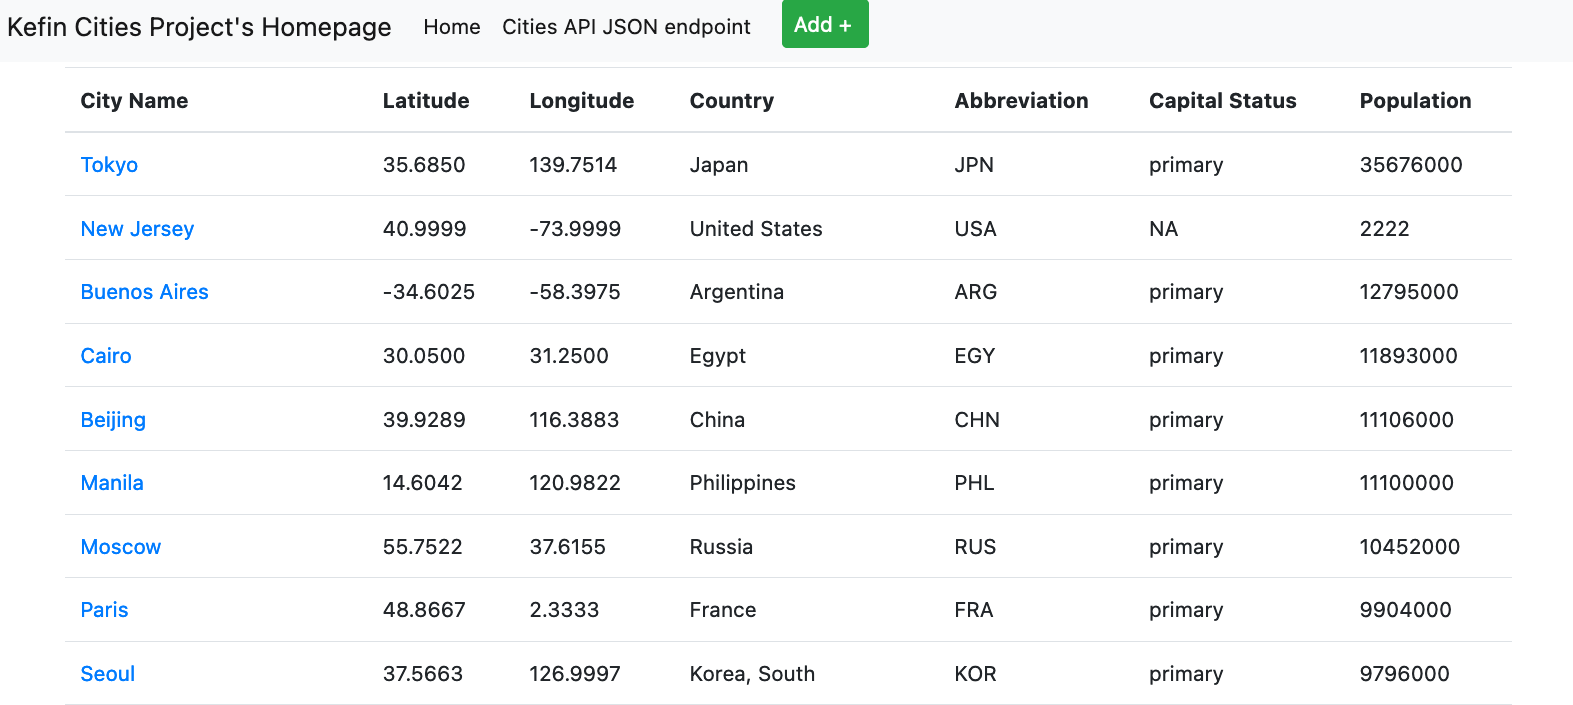 Kefin Cities Project's Homepage Home Cities API JSON endpoint Add +
City Name Latitude Longitude Country Abbreviation Capital Status Population
Tokyo 35.6850 139.7514 Japan JPN primary 35676000
New Jersey 40.9999 -73.9999 United States USA NA 2222
Buenos Aires -34.6025 -58.3975 Argentina ARG primary 12795000
Cairo 30.0500 31.2500 Egypt EGY primary 11893000
Beijing 39.9289 116.3883 China CHN primary 11106000
Manila 14.6042 120.9822 Philippines PHL primary 11100000
Moscow 55.7522 37.6155 Russia RUS primary 10452000
Paris 48.8667 2.3333 France FRA primary 9904000
Seoul 37.5663 126.9997 Korea, South KOR primary 9796000